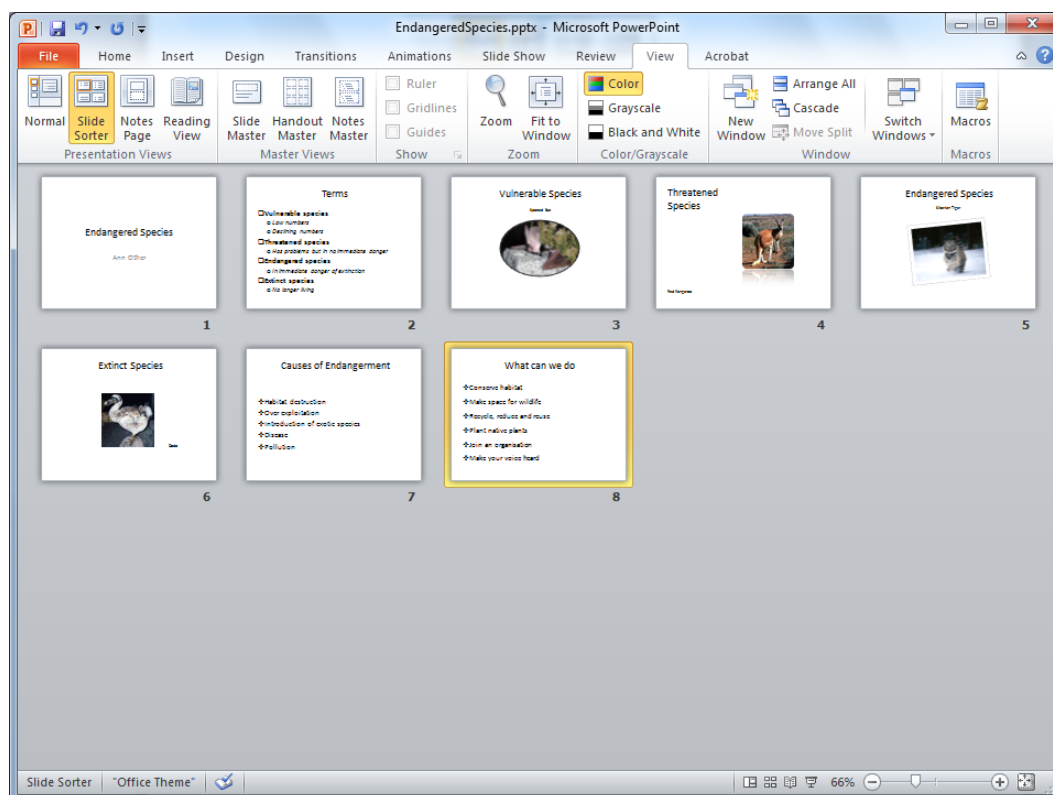 EndangeredSpecies.pptx - Microsoft PowerPoint
File Home Insert Design Transitions Animations Slide Show Review View Acrobat
Normal
Slide Sorter
Notes Page
Reading View
Presentation Views
Slide Master
Handout Master
Notes Master
Master Views
Ruler
Gridlines
Guides
Show
Zoom
Fit to Window
Zoom
Color
Grayscale
Black and White
Color/Grayscale
New Window
Arrange All
Cascade
Move Split
Switch Windows
Window
Macros
Macros
Endangered Species
Ann Other
1
Terms
Vulnerable species
Low numbers
Declining numbers
Threatened species
Has problems but in no immediate danger
Endangered species
In immediate danger of extinction
Extinct species
No longer living
2
Vulnerable Species
3
Threatened
Species
Red Kangaroo
4
Endangered Species
Siberian Tiger
5
Extinct Species
Dodo
6
Causes of Endangerment
Habitat destruction
Over exploitation
Introduction of exotic species
Disease
Pollution
7
What can we do
Conserve habitat
Make space for wildlife
Recycle, reduce and reuse
Plant native plants
Join an organisation
Make your voice heard
8
Slide Sorter "Office Theme" 66%